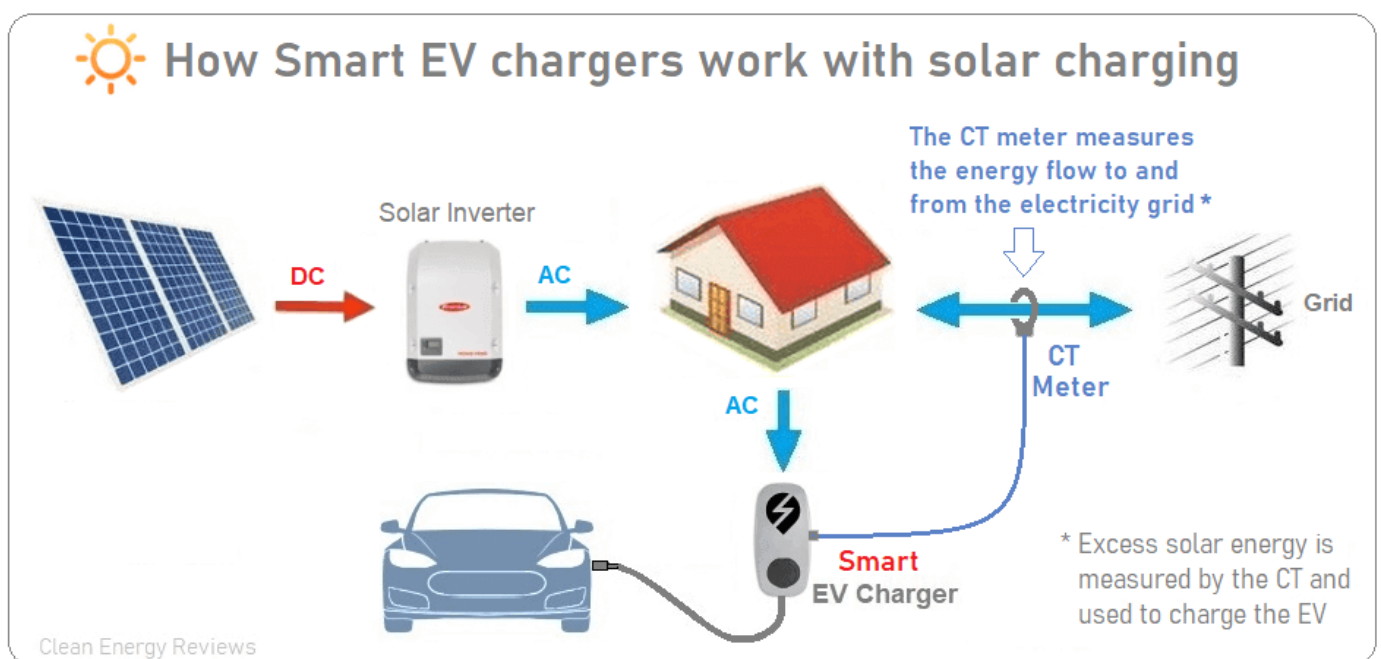 How Smart EV chargers work with solar charging
The CT meter measures
the energy flow to and
from the electricity grid *
Solar Inverter
DC
AC
Grid
CT
Meter
AC
Smart
EV Charger
* Excess solar energy is
measured by the CT and
used to charge the EV
Clean Energy Reviews